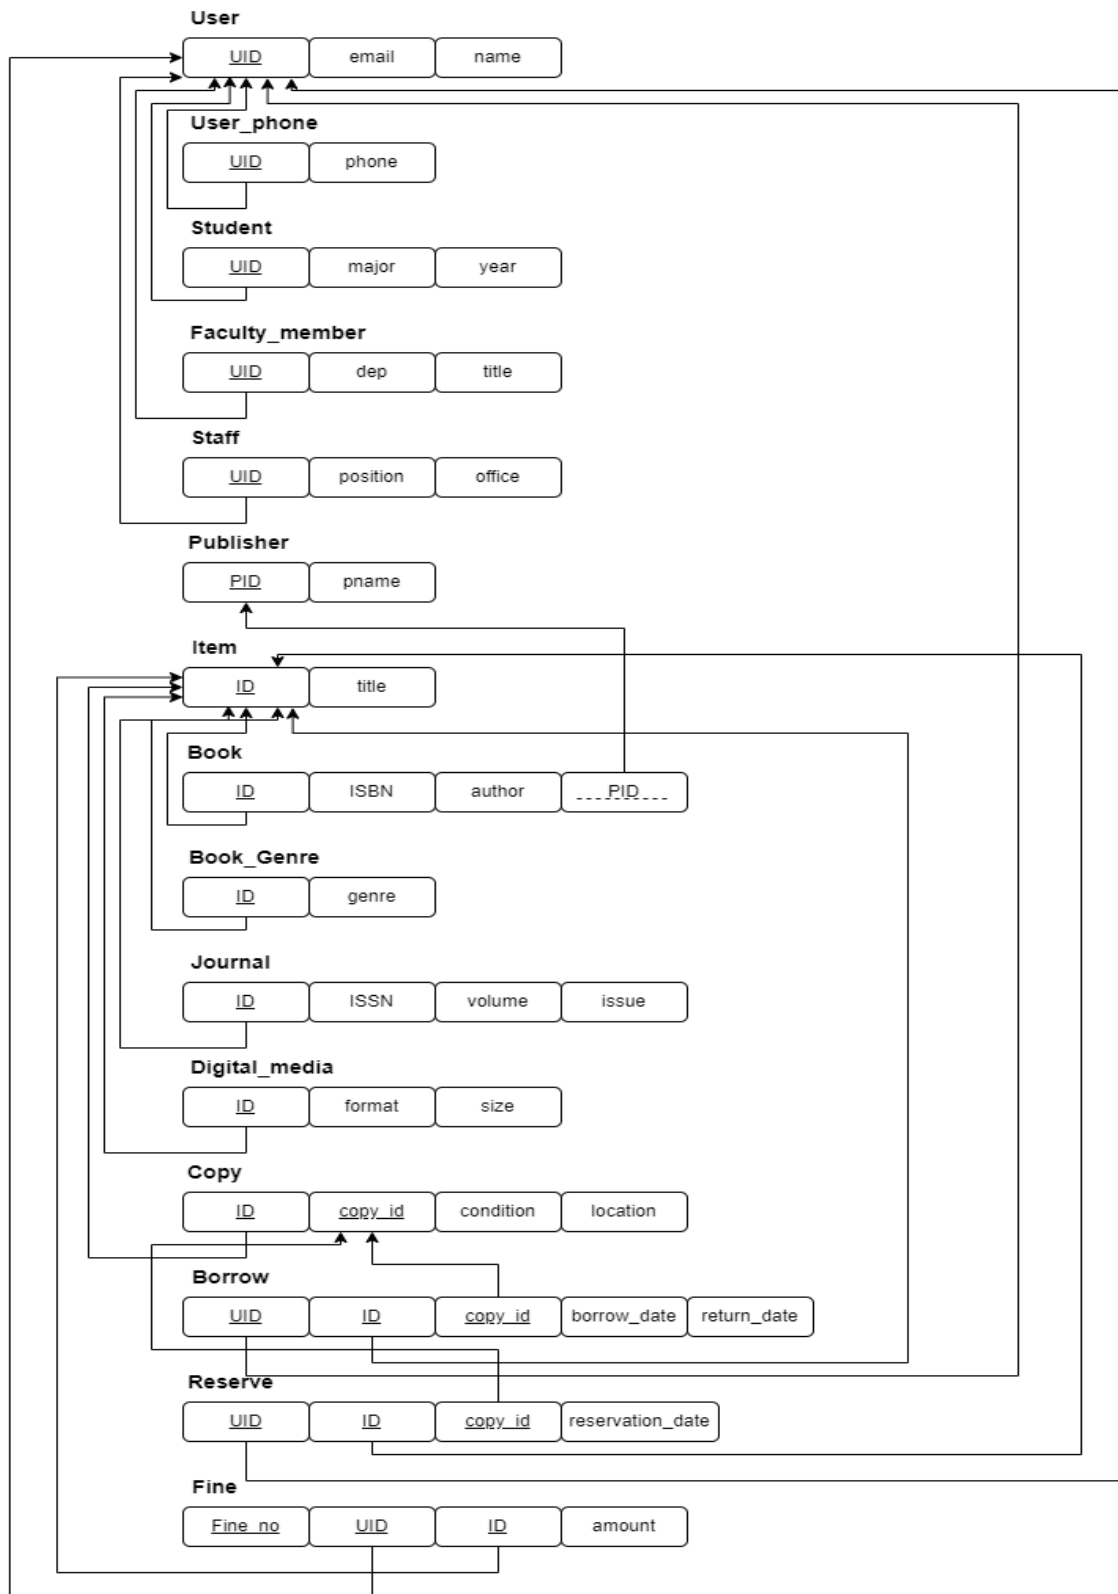 User
UID email name
User_phone
UID phone
Student
UID major year
Faculty_member
UID dep title
Staff
UID position office
Publisher
PID pname
Item
ID title
Book
ID ISBN author PID
Book_Genre
ID genre
Journal
ID ISSN volume issue
Digital_media
ID format size
Copy
ID copy_id condition location
Borrow
UID ID copy_id borrow_date return_date
Reserve
UID ID copy_id reservation_date
Fine
Fine_no UID ID amount